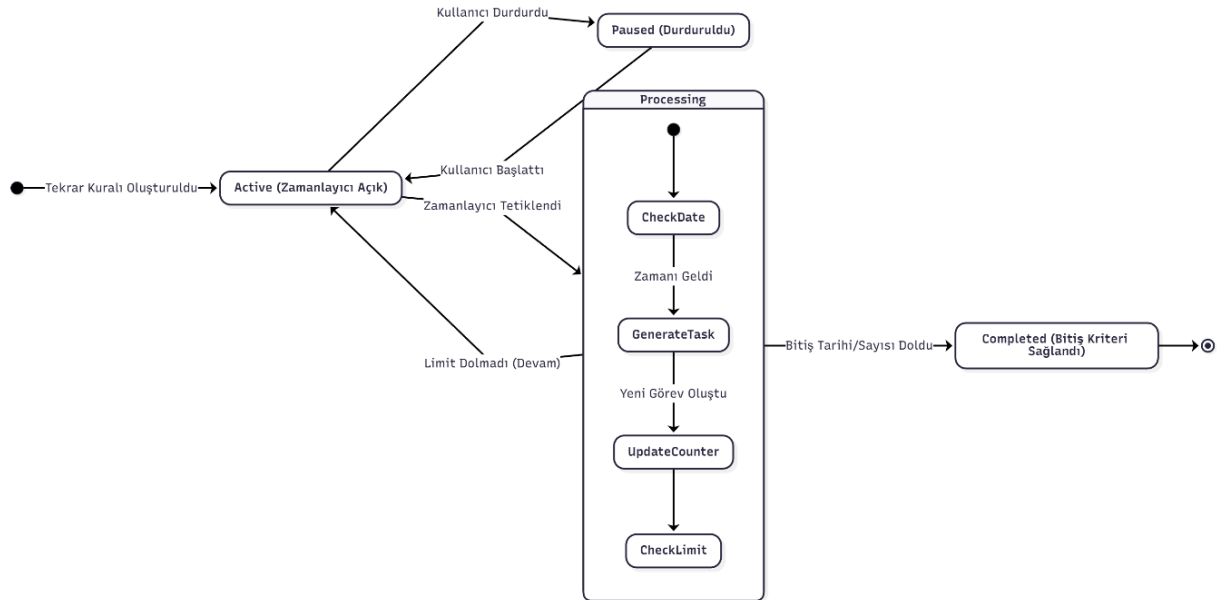 Kullanıcı Durdurdu
Paused (Durduruldu)
Processing
Kullanıcı Başlattı
Tekrar Kuralı Oluşturuldu
Active (Zamanlayıcı Açık)
Zamanlayıcı Tetiklendi
CheckDate
Zamanı Geldi
GenerateTask
Bitiş Tarihi/Sayısı Doldu
Completed (Bitiş Kriteri
Sağlandı)
Limit Dolmadı (Devam)
Yeni Görev Oluştu
UpdateCounter
CheckLimit